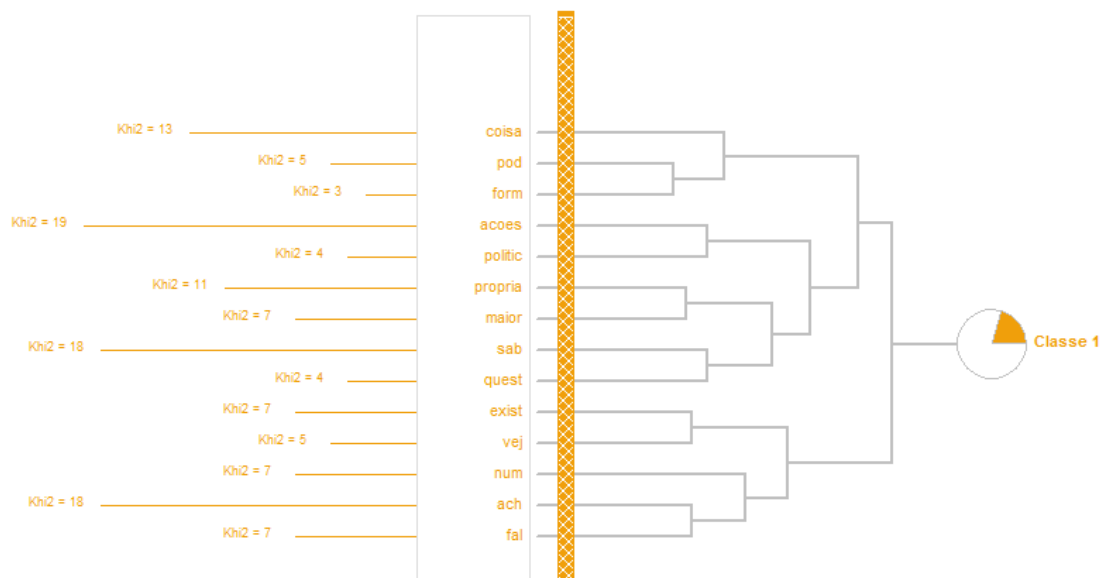 Khi2 = 13 coisa
Khi2 = 5 pod
Khi2 = 3 form
Khi2 = 19 acoes
Khi2 = 4 politic
Khi2 = 11 propria
Khi2 = 7 maior
Classe 1
Khi2 = 18 sab
Khi2 = 4 quest
Khi2 = 7 exist
Khi2 = 5 vej
Khi2 = 7 num
Khi2 = 18 ach
Khi2 = 7 fal